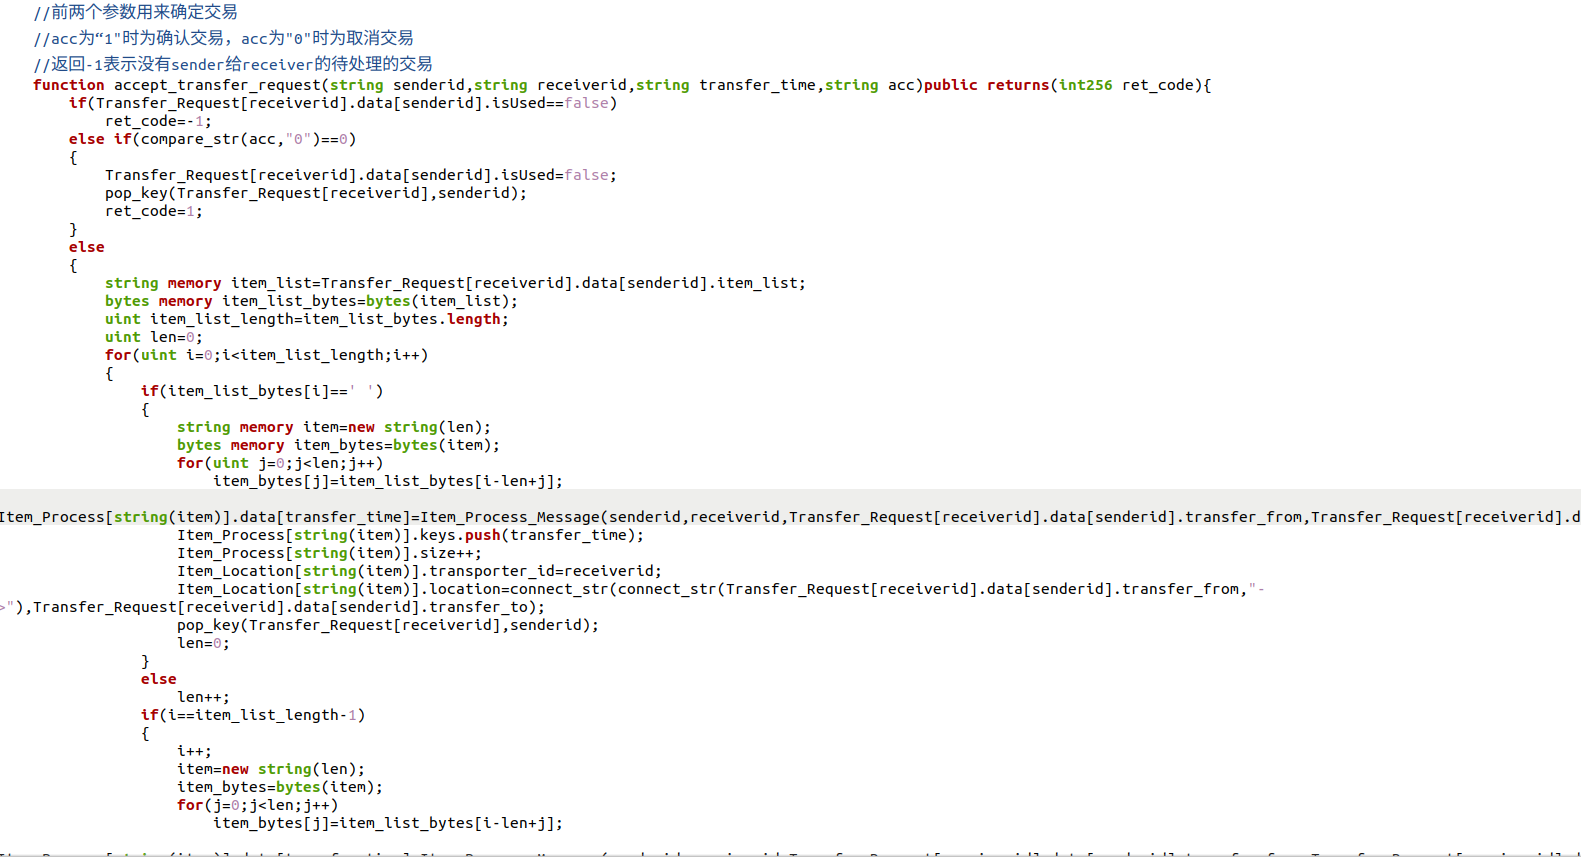 //前两个参数用来确定交易
//acc为“1"时为确认交易，acc为"0"时为取消交易
//返回-1表示没有sender给receiver的待处理的交易
function accept_transfer_request(string senderid,string receiverid,string transfer_time,string acc)public returns(int256 ret_code){
if(Transfer_Request[receiverid].data[senderid].isUsed==false)
ret_code=-1;
else if(compare_str(acc,"0")==0)
{
Transfer_Request[receiverid].data[senderid].isUsed=false;
pop_key(Transfer_Request[receiverid],senderid);
ret_code=1;
}
else
{
string memory item_list=Transfer_Request[receiverid].data[senderid].item_list;
bytes memory item_list_bytes=bytes(item_list);
uint item_list_length=item_list_bytes.length;
uint len=0;
for(uint i=0;i<item_list_length;i++)
{
if(item_list_bytes[i]==' ')
{
string memory item=new string(len);
bytes memory item_bytes=bytes(item);
for(uint j=0;j<len;j++)
item_bytes[j]=item_list_bytes[i-len+j];
Item_Process[string(item)].data[transfer_time]=Item_Process_Message(senderid,receiverid,Transfer_Request[receiverid].data[senderid].transfer_from,Transfer_Request[receiverid].d
Item_Process[string(item)].keys.push(transfer_time);
Item_Process[string(item)].size++;
Item_Location[string(item)].transporter_id=receiverid;
Item_Location[string(item)].location=connect_str(connect_str(Transfer_Request[receiverid].data[senderid].transfer_from,"-
>"),Transfer_Request[receiverid].data[senderid].transfer_to);
pop_key(Transfer_Request[receiverid],senderid);
len=0;
}
else
len++;
if(i==item_list_length-1)
{
i++;
item=new string(len);
item_bytes=bytes(item);
for(j=0;j<len;j++)
item_bytes[j]=item_list_bytes[i-len+j];